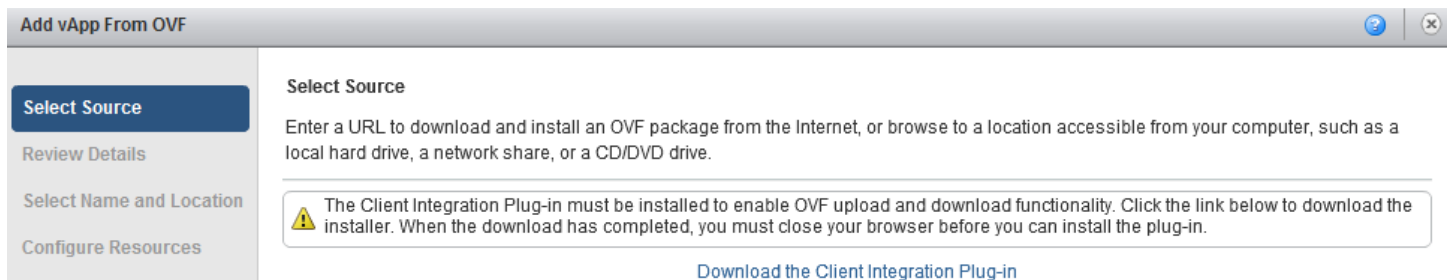 Add vApp From OVF
Select Source
Review Details
Select Name and Location
Configure Resources
Select Source
Enter a URL to download and install an OVF package from the Internet, or browse to a location accessible from your computer, such as a
local hard drive, a network share, or a CD/DVD drive.
The Client Integration Plug-in must be installed to enable OVF upload and download functionality. Click the link below to download the
installer. When the download has completed, you must close your browser before you can install the plug-in.
Download the Client Integration Plug-in